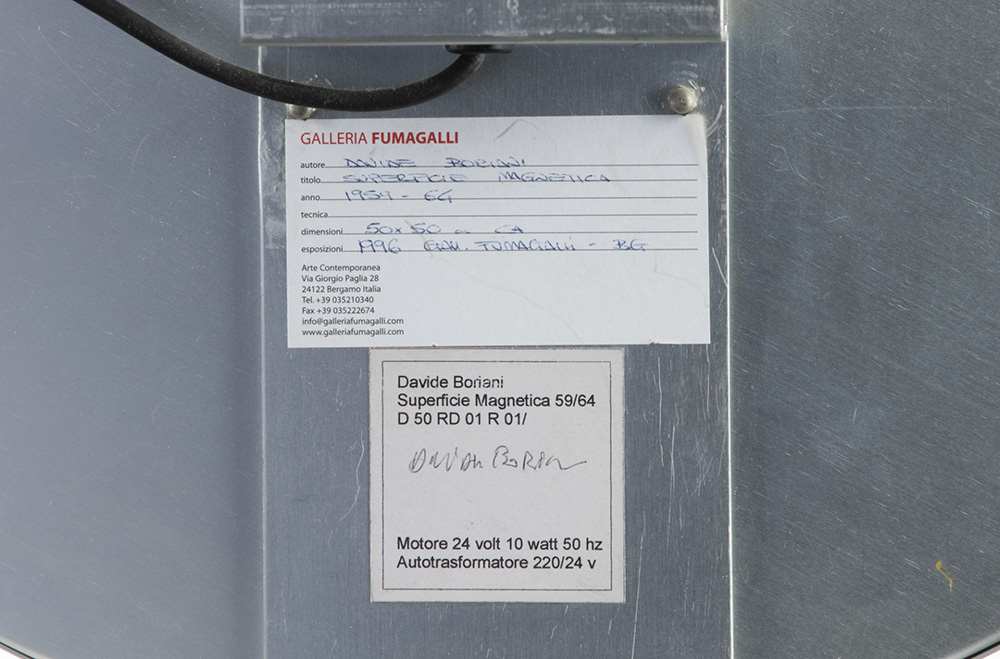 GALLERIA FUMAGALLI
autore DAVIDE BORIANI
titolo SUPERFICIE MAGNETICA
anno 1959 - 64
tecnica
dimensioni 50x50
esposizioni 1996 GALL. FUMAGALLI - BG
Arte Contemporanea
Via Giorgio Paglia 28
24122 Bergamo Italia
Tel. +39 035210340
Fax +39 035222674
info@galleriafumagalli.com
www.galleriafumagalli.com
Davide Boriani
Superficie Magnetica 59/64
D 50 RD 01 R 01/
Motore 24 volt 10 watt 50 hz
Autotrasformatore 220/24 v